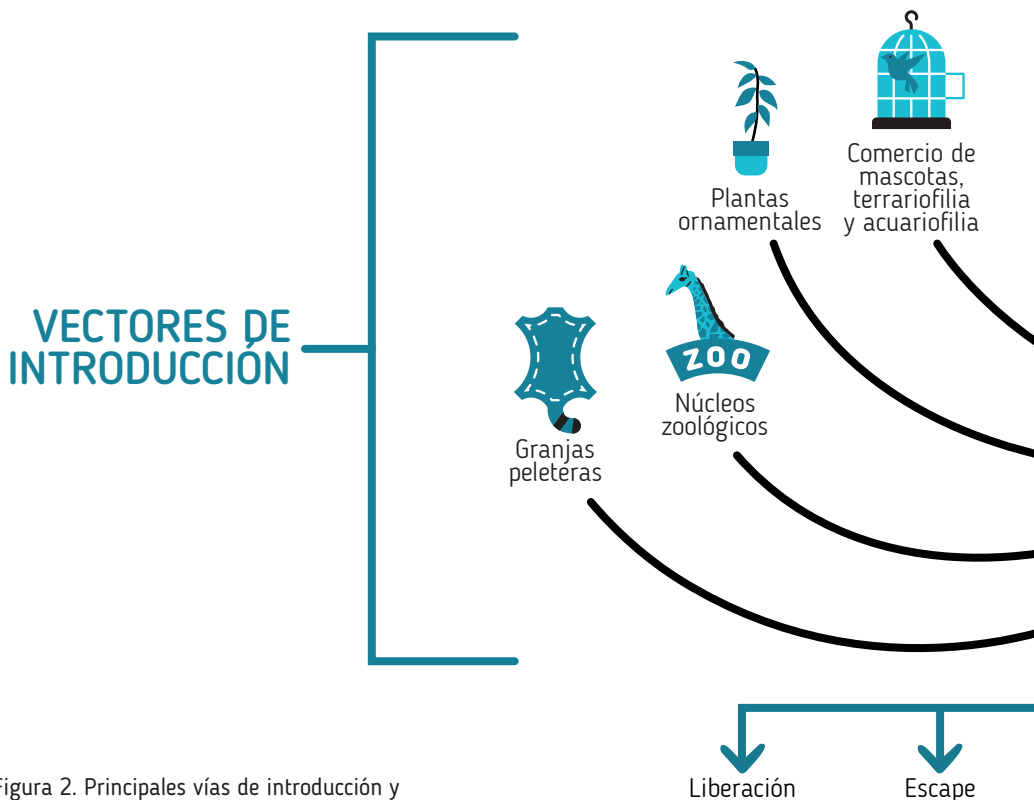 VECTORES DE
INTRODUCCIÓN
Comercio de
mascotas,
terrariofilia
y acuariofilia
Plantas
ornamentales
ZOO
Núcleos
zoológicos
Granjas
peleteras
Liberación
Escape
Figura 2. Principales vías de introducción y